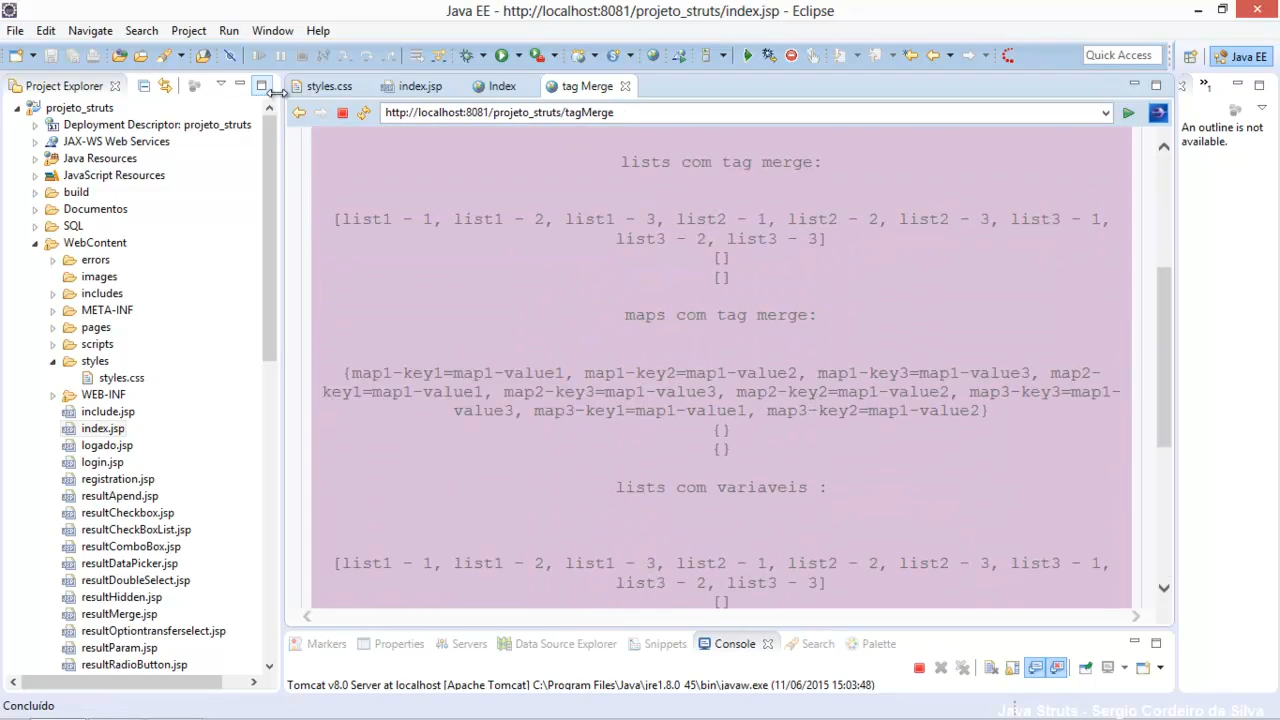 Java EE - http://localhost:8081/projeto_struts/index.jsp - Eclipse
File Edit Navigate Search Project Run Window Help
Quick Access
Java EE
Project Explorer
styles.css index.jsp Index tag Merge
http://localhost:8081/projeto_struts/tagMerge
projeto_struts
Deployment Descriptor: projeto_struts
JAX-WS Web Services
Java Resources
JavaScript Resources
build
Documentos
SQL
WebContent
errors
images
includes
META-INF
pages
scripts
styles
styles.css
WEB-INF
include.jsp
index.jsp
logado.jsp
login.jsp
registration.jsp
resultApend.jsp
resultCheckbox.jsp
resultCheckBoxList.jsp
resultComboBox.jsp
resultDataPicker.jsp
resultDoubleSelect.jsp
resultHidden.jsp
resultMerge.jsp
resultOptiontransferselect.jsp
resultParam.jsp
resultRadioButton.jsp
lists com tag merge:
[list1 - 1, list1 - 2, list1 - 3, list2 - 1, list2 - 2, list2 - 3, list3 - 1,
list3 - 2, list3 - 3]
[]
[]
maps com tag merge:
{map1-key1=map1-value1, map1-key2=map1-value2, map1-key3=map1-value3, map2-
key1=map1-value1, map2-key3=map1-value3, map2-key2=map1-value2, map3-key3=map1-
value3, map3-key1=map1-value1, map3-key2=map1-value2}
{}
{}
lists com variaveis :
[list1 - 1, list1 - 2, list1 - 3, list2 - 1, list2 - 2, list2 - 3, list3 - 1,
list3 - 2, list3 - 3]
[]
»1
An outline is not
available.
Markers Properties Servers Data Source Explorer Snippets Console Search Palette
Tomcat v8.0 Server at localhost [Apache Tomcat] C:\Program Files\Java\jre1.8.0_45\bin\javaw.exe (11/06/2015 15:03:48)
Concluído
Java Struts - Sergio Cordeiro da Silva